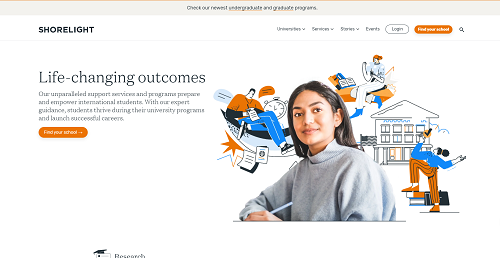 Check our newest undergraduate and graduate programs.
SHORELIGHT
Universities Services Stories Events Login Find your school
Life-changing outcomes
Our unparalleled support services and programs prepare
and empower international students. With our expert
guidance, students thrive during their university programs
and launch successful careers.
Find your school →
Research